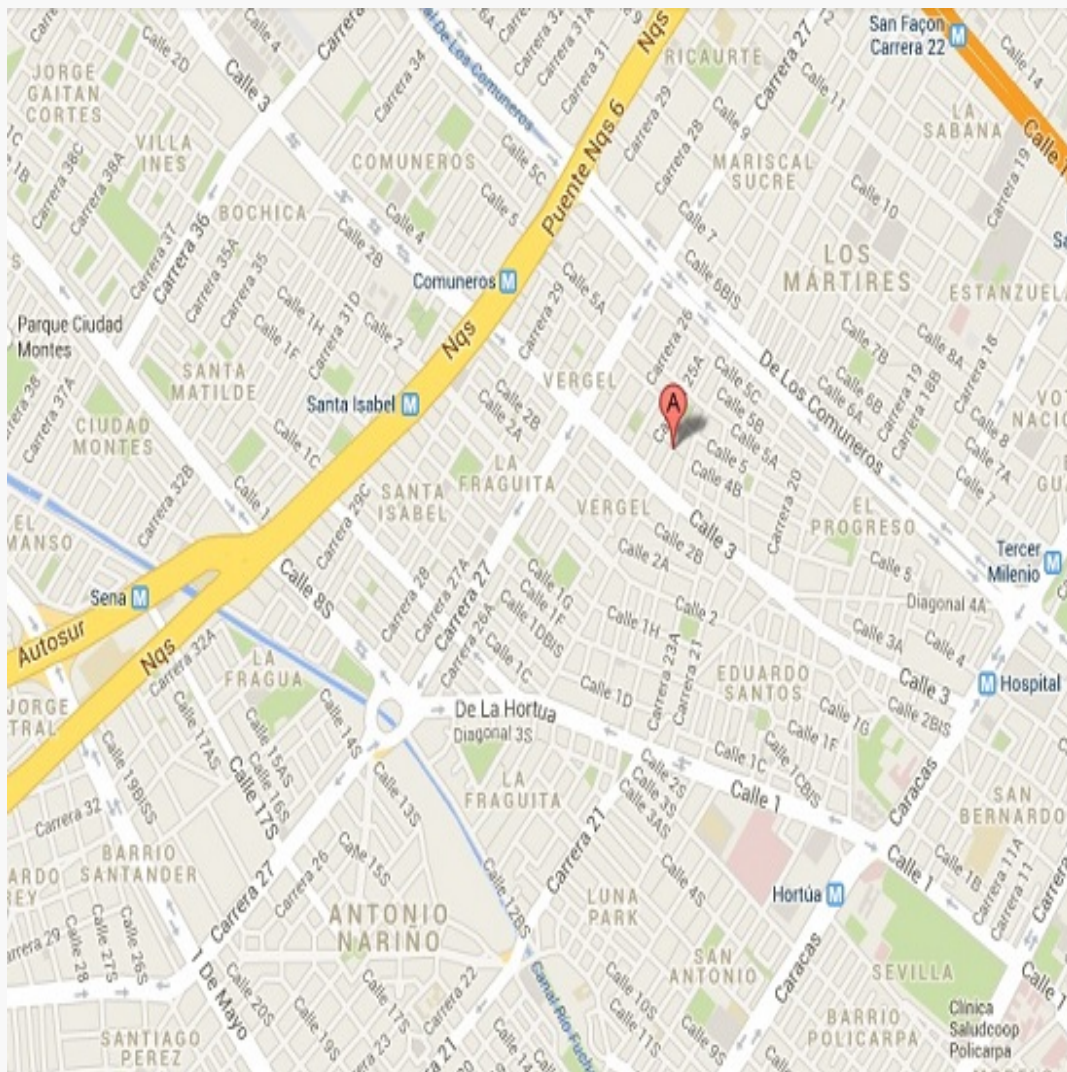 Calle 4
Calle 2D
Calle 3
Carrera
JORGE
GAITAN
CORTES
VILLA
INES
Carrera 38C
Carrera 38A
Carrera 37
Carrera 36
Carrera 34
al De Los Comuneros
Carrera 31
Nqs
RICAURTE
Carrera 27
San Façon
Carrera 22
Calle 14
LA
SABANA
Calle 1
Carrera 19
Calle 11
Carrera 29
Carrera 28
Calle 9
MARISCAL
SUCRE
Calle 10
COMUNEROS
Calle 5C
Calle 5
Puente Nqs 6
BOCHICA
Calle 4
Calle 2B
Carrera 35A
Carrera 35
Calle 7
LOS
MÁRTIRES
ESTANZUELA
Calle 6BIS
Comuneros
Carrera 29
Calle 5A
Calle 1H
Carrera 31D
Calle 2
Calle 1F
Nqs
Parque Ciudad
Montes
SANTA
MATILDE
Carrera 38
Carrera 37A
CIUDAD
MONTES
Santa Isabel
VERGEL
Carrera 26
25A
A
Calle 5C
Calle 5B
Calle 5A
Calle 5
Calle 4B
De Los Comuneros
Calle 7B
Calle 8A
Calle 6B
Calle 6A
Carrera 19
Carrera 18B
Carrera 18
Calle 8
Calle 7A
Calle 7
Calle 2B
Calle 2A
Calle 1C
Carrera 32B
Calle 1
LA
FRAGUITA
SANTA
ISABEL
Carrera 29C
VERGEL
Calle 3
Carrera 20
EL
PROGRESO
Tercer
Milenio
EL
MANSO
Sena
Autosur
Nqs
Calle 8S
Carrera 28
Carrera 27A
Carrera 27
Carrera 26A
Calle 1G
Calle 1F
Calle 1DBIS
Calle 1C
Calle 2B
Calle 2A
Calle 2
Calle 1H
Carrera 23A
Carrera 21
Calle 1D
Calle 5
Diagonal 4A
Calle 4
Calle 3A
Calle 3
Hospital
Calle 2BIS
EDUARDO
SANTOS
Calle 1G
Calle 1F
Calle 1C
Calle 1CBIS
Carrera 32A
LA
FRAGUA
Calle 14S
De La Hortua
Diagonal 3S
LA
FRAGUITA
Calle 17AS
Calle 17S
Calle 15AS
Calle 16S
Calle 13S
Calle 19BISS
Carrera 32
Calle 2S
Calle 3S
Calle 3AS
Calle 1
Caracas
SAN
BERNARDO
Carrera 11A
Carrera 11
Calle 1B
BARRIO
SANTANDER
Carrera 27
Carrera 26
Calle 15S
Calle 12BS
Carrera 21
LUNA
PARK
Calle 4S
Hortúa
Calle 1
ANTONIO
NARIÑO
Carrera 29
Calle 28
Calle 27S
Calle 26S
1 De Mayo
Calle 20S
Calle 19S
Calle 17S
Carrera 23
Carrera 22
SANTIAGO
PEREZ
SAN
ANTONIO
Calle 10S
Calle 11S
Calle 9S
Caracas
SEVILLA
BARRIO
POLICARPA
Clínica
Saludcoop
Policarpa
Calle 1